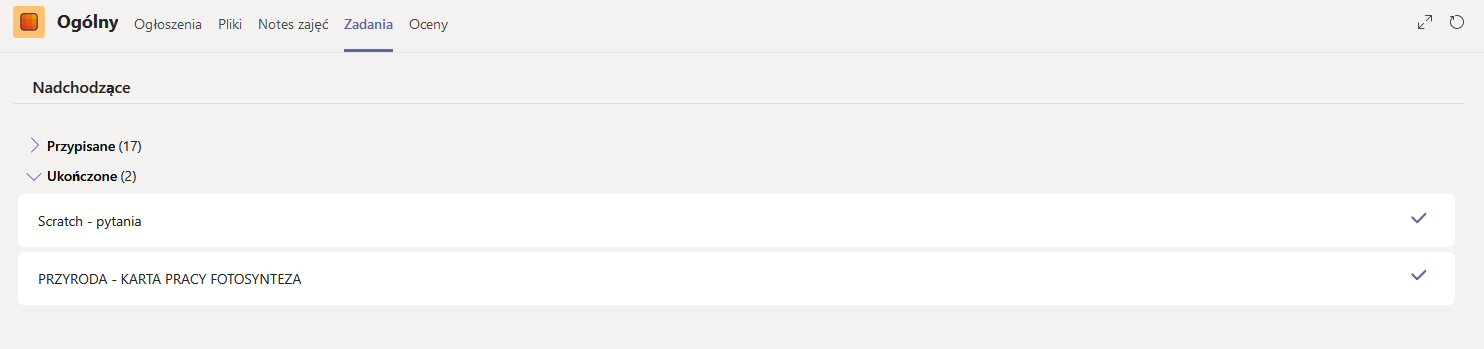 Ogólny Ogłoszenia Pliki Notes zajęć Zadania Oceny
Nadchodzące
Przypisane (17)
Ukończone (2)
Scratch - pytania
PRZYRODA - KARTA PRACY FOTOSYNTEZA